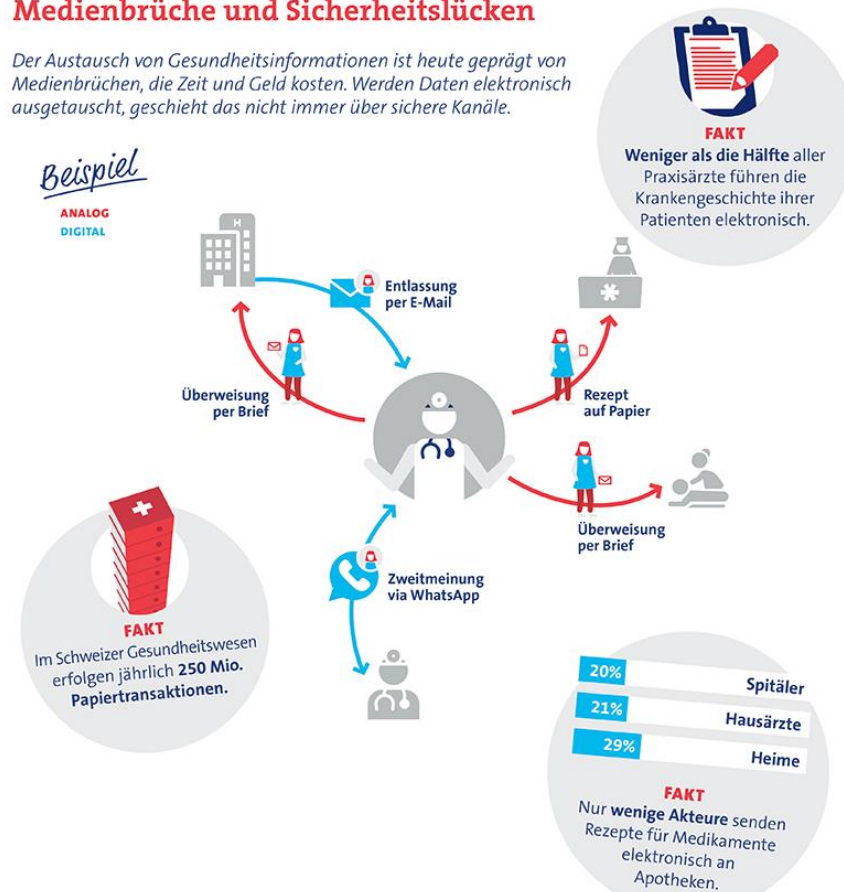 Medienbrüche und Sicherheitslücken
Der Austausch von Gesundheitsinformationen ist heute geprägt von
Medienbrüchen, die Zeit und Geld kosten. Werden Daten elektronisch
ausgetauscht, geschieht das nicht immer über sichere Kanäle.
FAKT
Weniger als die Hälfte aller
Praxisärzte führen die
Krankengeschichte ihrer
Patienten elektronisch.
Beispiel
ANALOG
DIGITAL
H
Entlassung
per E-Mail
Überweisung
per Brief
Rezept
auf Papier
Überweisung
per Brief
Zweitmeinung
via WhatsApp
FAKT
Im Schweizer Gesundheitswesen
erfolgen jährlich 250 Mio.
Papiertransaktionen.
20% Spitäler
21% Hausärzte
29% Heime
FAKT
Nur wenige Akteure senden
Rezepte für Medikamente
elektronisch an
Apotheken.